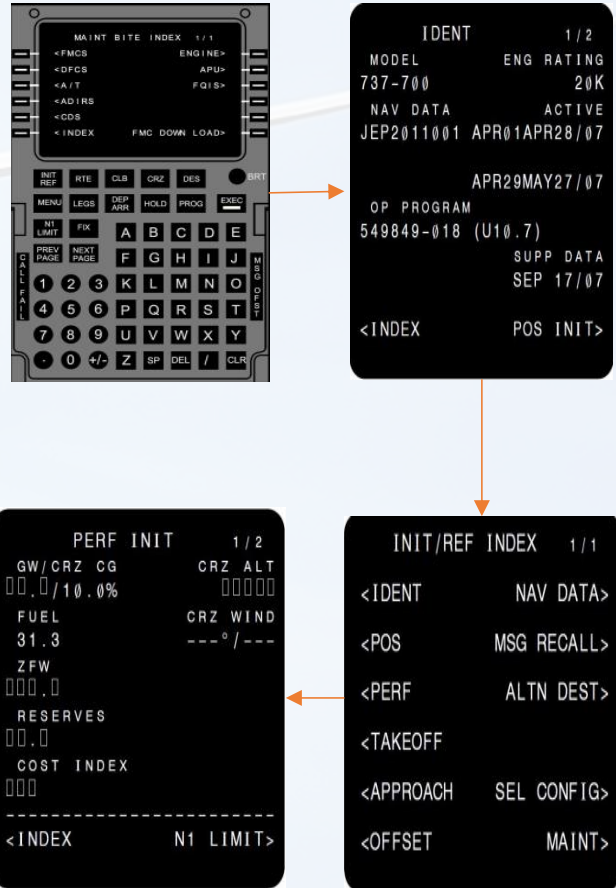 MAINT BITE INDEX 1/1
<FMCS ENGINE>
<DFCS APU>
<A/T FQIS>
<ADIRS
<CDS
<INDEX FMC DOWN LOAD>
INIT REF RTE CLB CRZ DES BRT
MENU LEGS DEP ARR HOLD PROG EXEC
N1 LIMIT FIX A B C D E
PREV PAGE NEXT PAGE F G H I J
1 2 3 K L M N O
4 5 6 P Q R S T
7 8 9 U V W X Y
. 0 +/- Z SP DEL / CLR
CALL FAIL
MSG OFST
IDENT 1/2
MODEL ENG RATING
737-700 20K
NAV DATA ACTIVE
JEP2011001 APR01APR28/07
APR29MAY27/07
OP PROGRAM
549849-018 (U10.7)
SUPP DATA
SEP 17/07
<INDEX POS INIT>
PERF INIT 1/2
GW/CRZ CG CRZ ALT
▯▯.▯/10.0% ▯▯▯▯▯
FUEL CRZ WIND
31.3 ---°/---
ZFW
▯▯▯.▯
RESERVES
▯▯.▯
COST INDEX
▯▯▯
<INDEX N1 LIMIT>
INIT/REF INDEX 1/1
<IDENT NAV DATA>
<POS MSG RECALL>
<PERF ALTN DEST>
<TAKEOFF
<APPROACH SEL CONFIG>
<OFFSET MAINT>